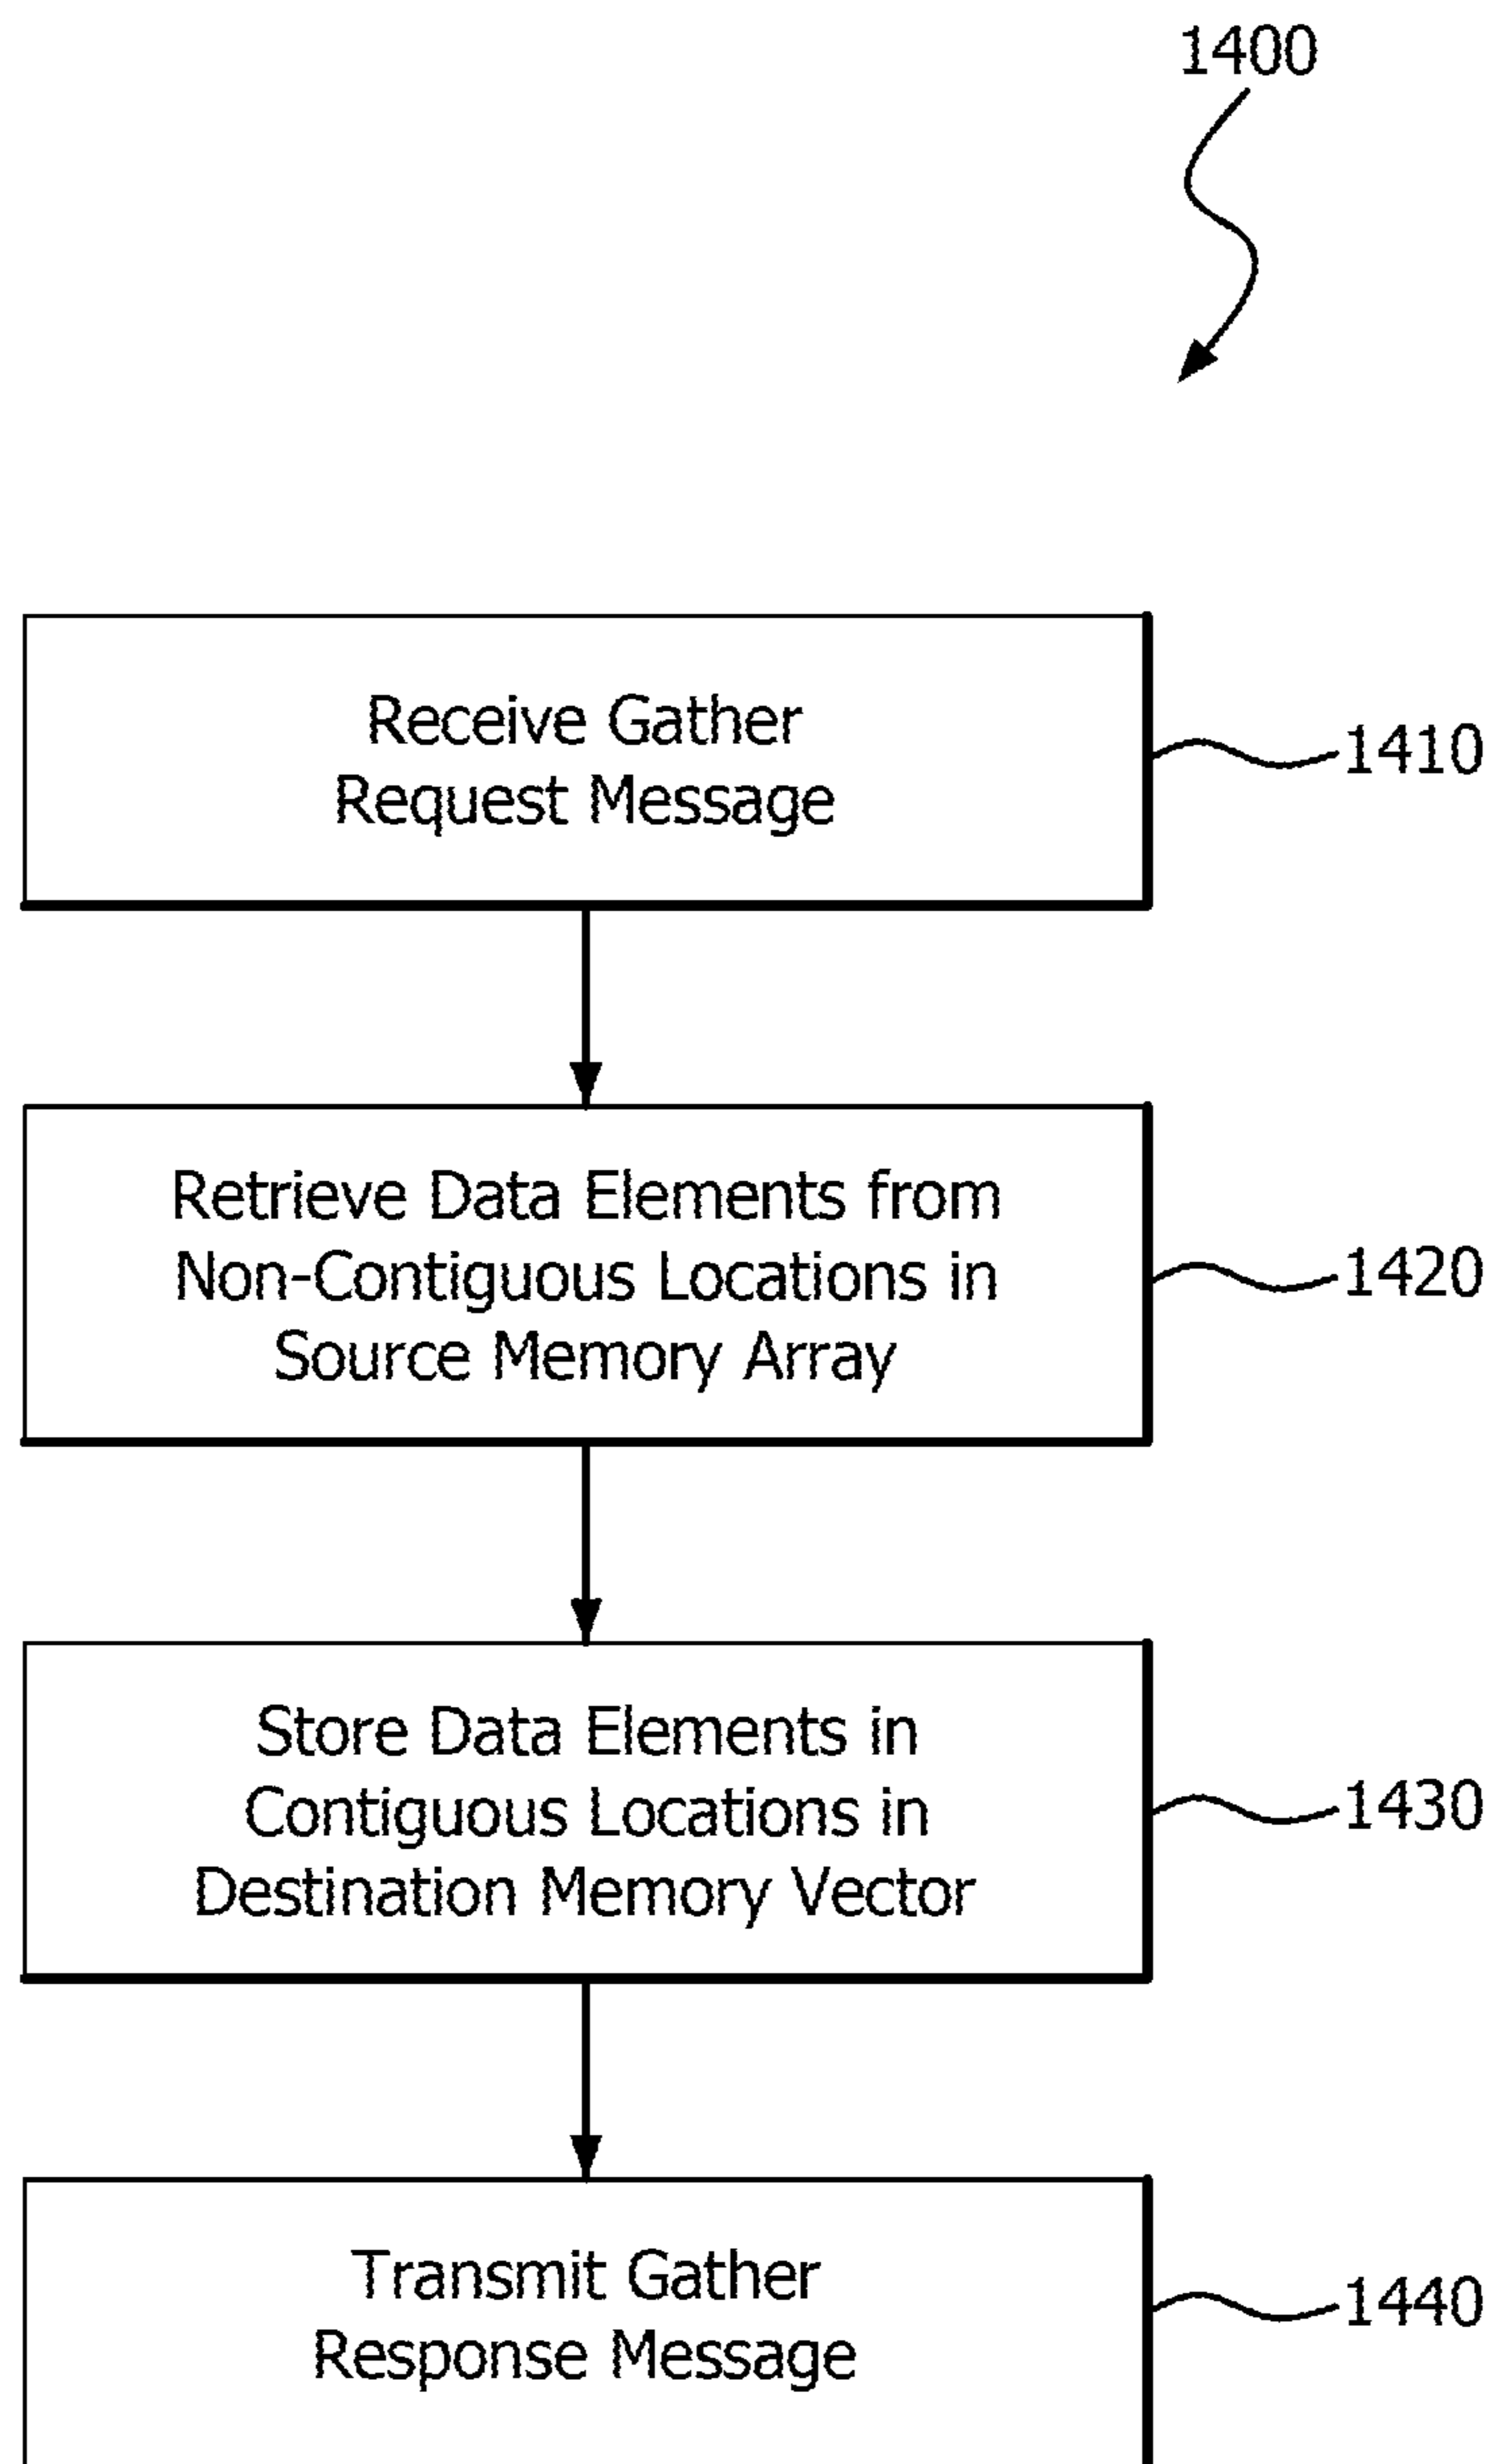 1400
Receive Gather
Request Message
1410
Retrieve Data Elements from
Non-Contiguous Locations in
Source Memory Array
1420
Store Data Elements in
Contiguous Locations in
Destination Memory Vector
1430
Transmit Gather
Response Message
1440